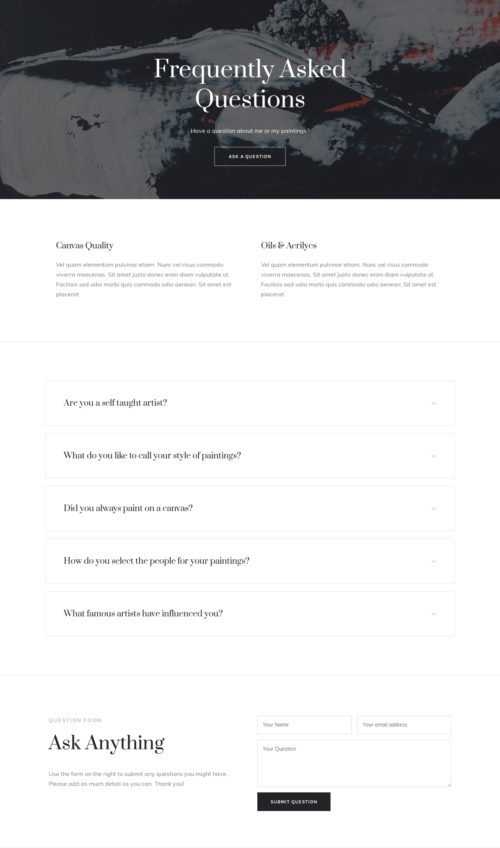 Frequently Asked
Questions
Have a question about me or my paintings?
ASK A QUESTION
Canvas Quality
Vel quam elementum pulvinar etiam. Nunc vel risus commodo
viverra maecenas. Sit amet justo donec enim diam vulputate ut.
Facilisis sed odio morbi quis commodo odio aenean. Sit amet est
placerat.
Oils & Acrilyes
Vel quam elementum pulvinar etiam. Nunc vel risus commodo
viverra maecenas. Sit amet justo donec enim diam vulputate ut.
Facilisis sed odio morbi quis commodo odio aenean. Sit amet est
placerat.
Are you a self taught artist?
What do you like to call your style of paintings?
Did you always paint on a canvas?
How do you select the people for your paintings?
What famous artists have influenced you?
QUESTION FORM
Ask Anything
Use the form on the right to submit any questions you might have.
Please add as much detail as you can. Thank you!
Your Name
Your email address
Your Question
SUBMIT QUESTION